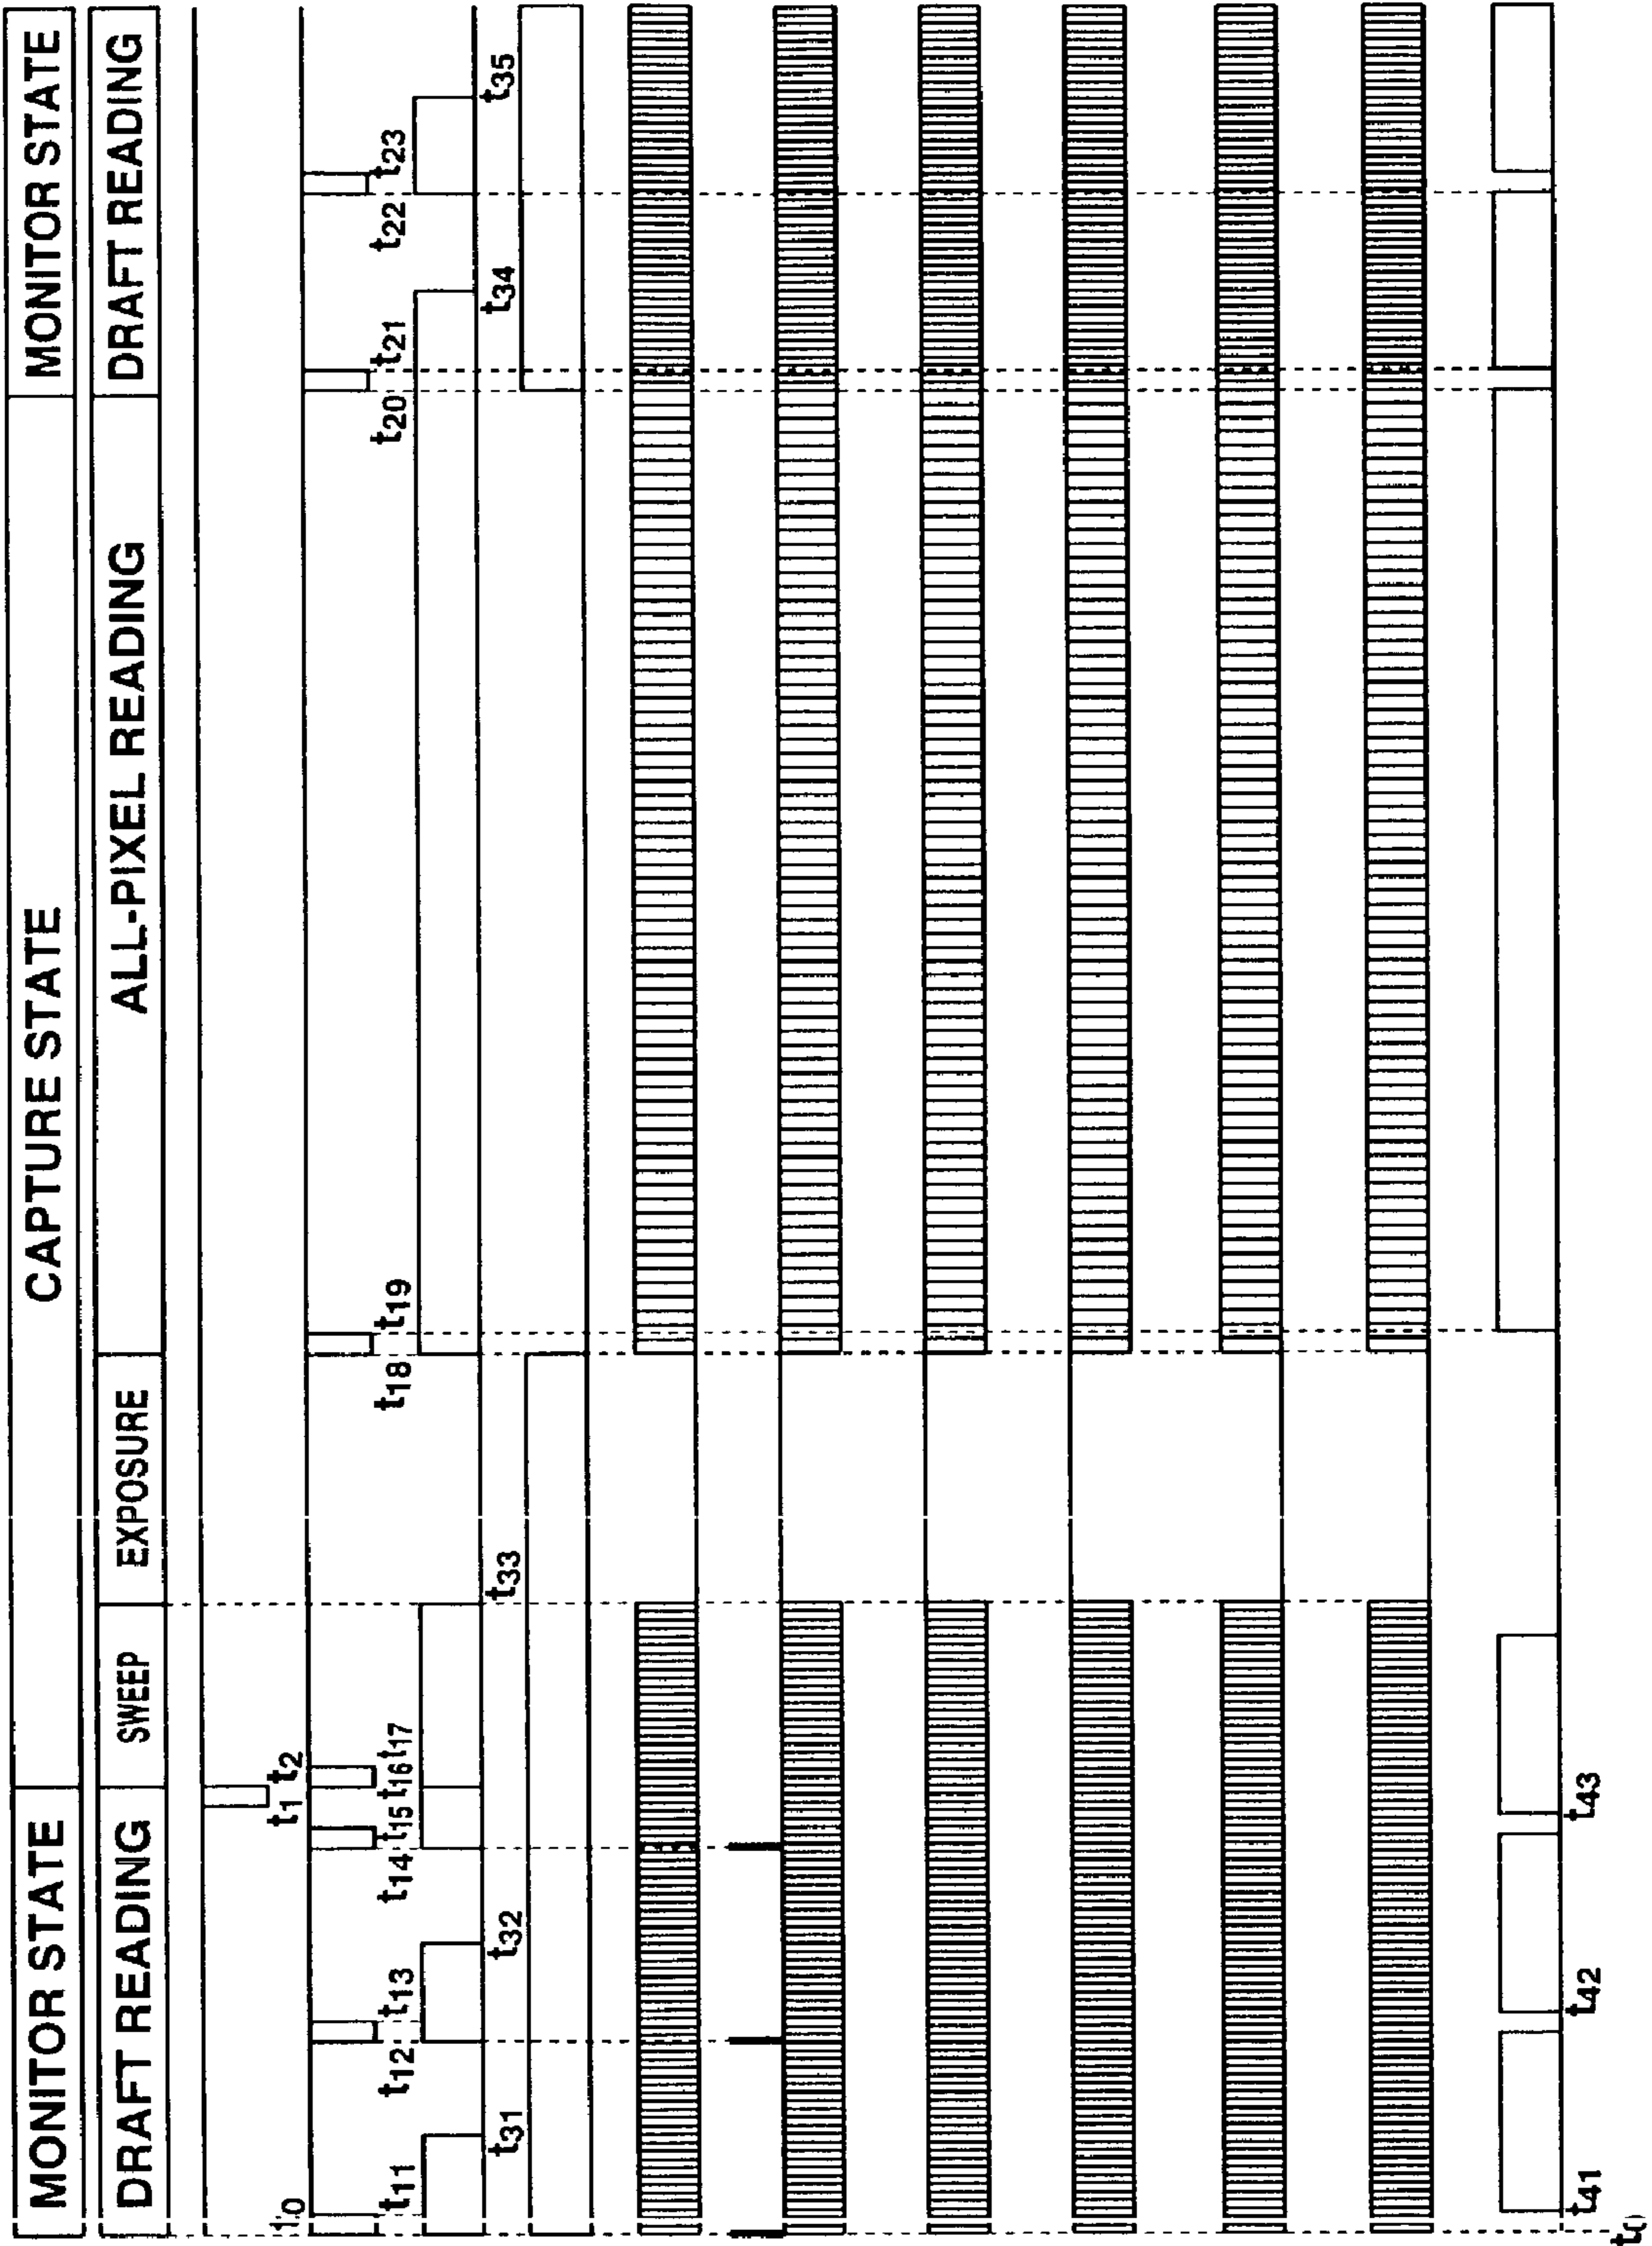 MONITOR STATE
CAPTURE STATE
MONITOR STATE
DRAFT READING
SWEEP
EXPOSURE
ALL-PIXEL READING
DRAFT READING
t1
t2
t0
t11
t12
t13
t14
t15
t16
t17
t18
t19
t20
t21
t22
t23
t31
t32
t33
t34
t35
t41
t42
t43
t0